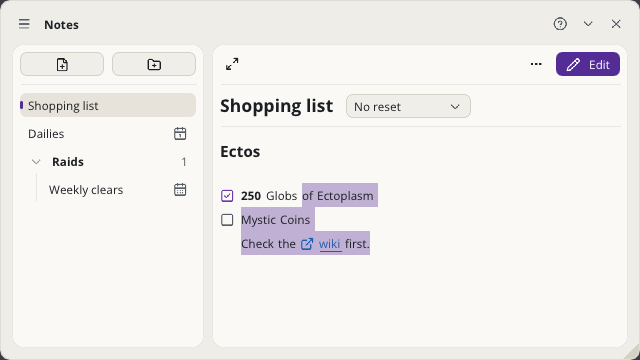 Notes
Edit
Shopping list
Dailies
Raids 1
Weekly clears
Shopping list No reset
Ectos
250 Globs of Ectoplasm
Mystic Coins
Check the wiki first.